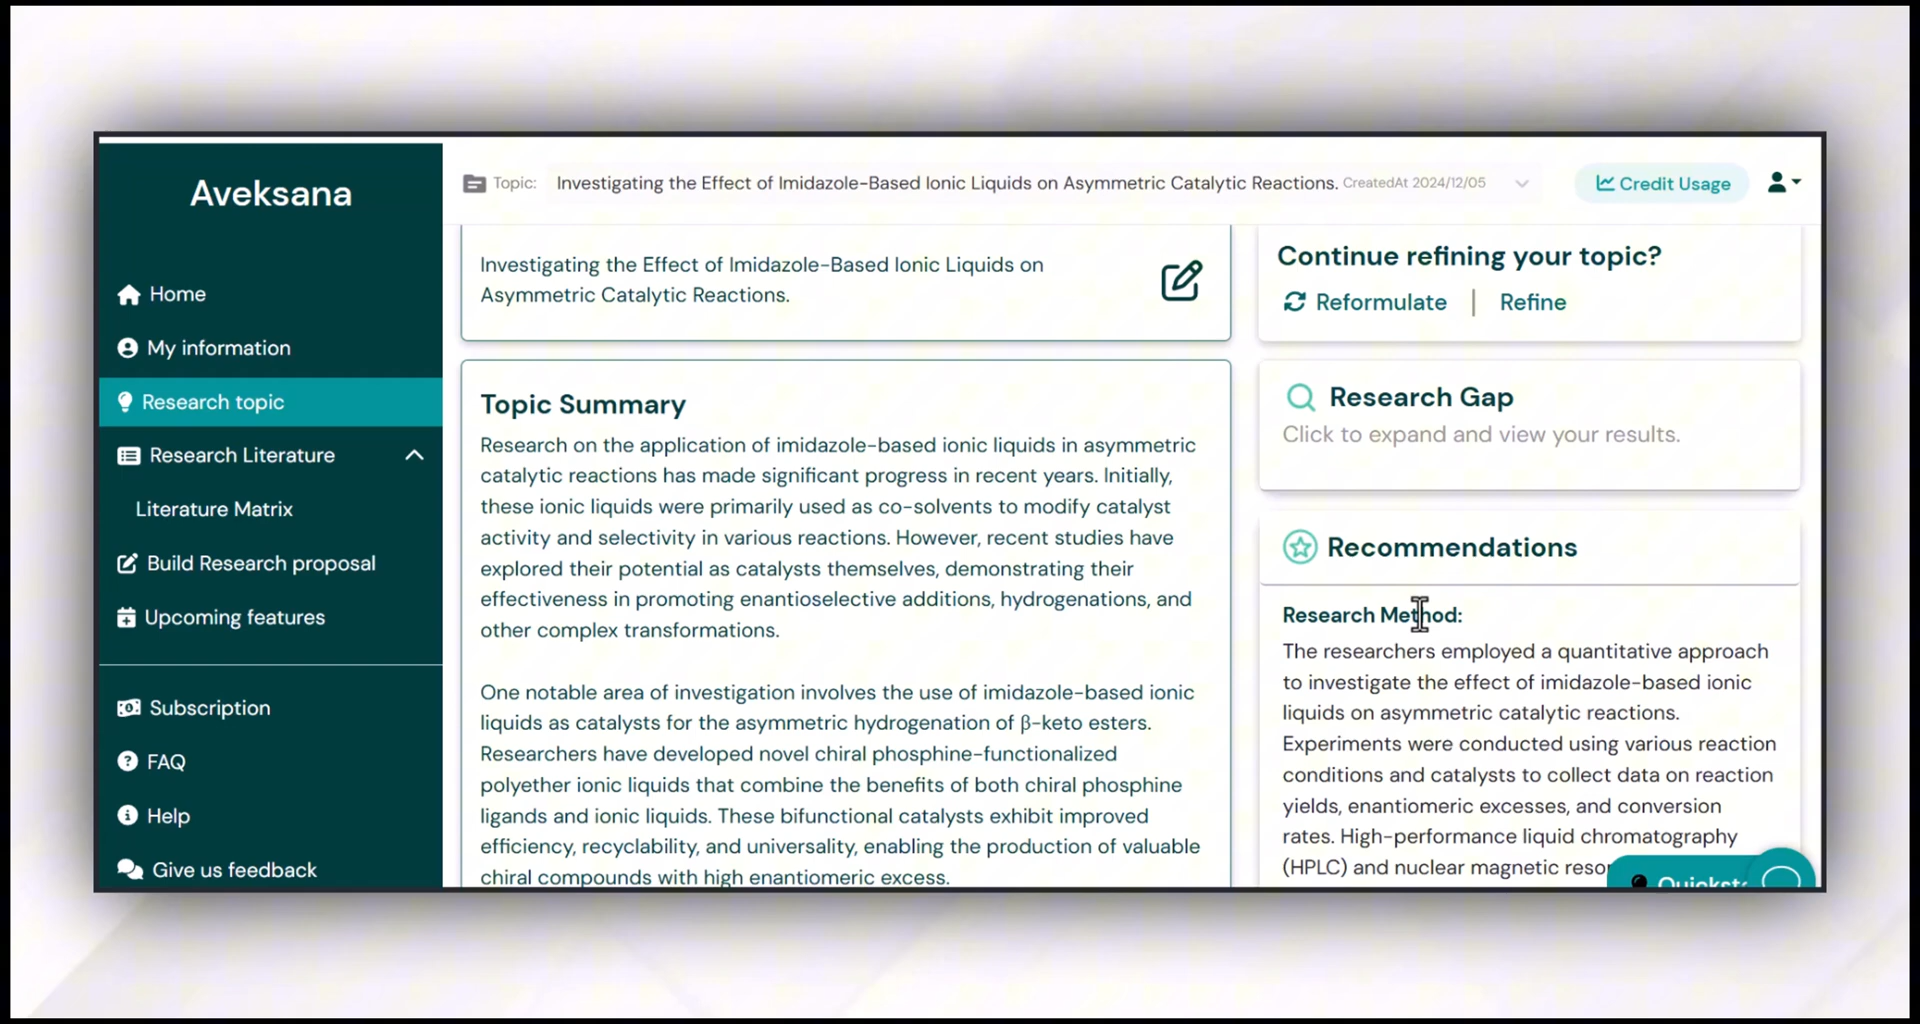 Aveksana
Home
My information
Research topic
Research Literature
Literature Matrix
Build Research proposal
Upcoming features
Subscription
FAQ
Help
Give us feedback
Topic: Investigating the Effect of Imidazole-Based Ionic Liquids on Asymmetric Catalytic Reactions. CreatedAt 2024/12/05
Credit Usage
Investigating the Effect of Imidazole-Based Ionic Liquids on
Asymmetric Catalytic Reactions.
Topic Summary
Research on the application of imidazole-based ionic liquids in asymmetric
catalytic reactions has made significant progress in recent years. Initially,
these ionic liquids were primarily used as co-solvents to modify catalyst
activity and selectivity in various reactions. However, recent studies have
explored their potential as catalysts themselves, demonstrating their
effectiveness in promoting enantioselective additions, hydrogenations, and
other complex transformations.
One notable area of investigation involves the use of imidazole-based ionic
liquids as catalysts for the asymmetric hydrogenation of β-keto esters.
Researchers have developed novel chiral phosphine-functionalized
polyether ionic liquids that combine the benefits of both chiral phosphine
ligands and ionic liquids. These bifunctional catalysts exhibit improved
efficiency, recyclability, and universality, enabling the production of valuable
chiral compounds with high enantiomeric excess.
Continue refining your topic?
Reformulate | Refine
Research Gap
Click to expand and view your results.
Recommendations
Research Method:
The researchers employed a quantitative approach
to investigate the effect of imidazole-based ionic
liquids on asymmetric catalytic reactions.
Experiments were conducted using various reaction
conditions and catalysts to collect data on reaction
yields, enantiomeric excesses, and conversion
rates. High-performance liquid chromatography
(HPLC) and nuclear magnetic